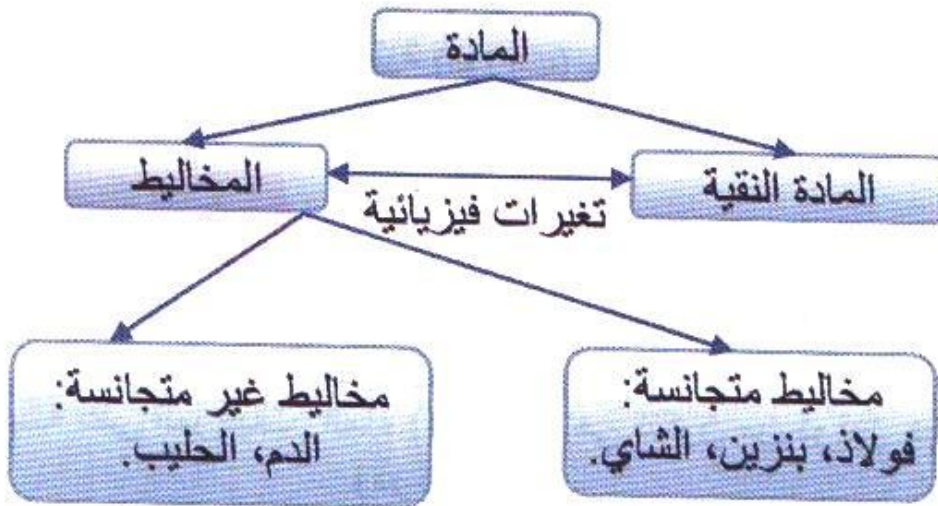 المادة
المادة النقية
المخاليط
تغيرات فيزيائية
مخاليط متجانسة:
فولاذ، بنزين، الشاي.
مخاليط غير متجانسة:
الدم، الحليب.